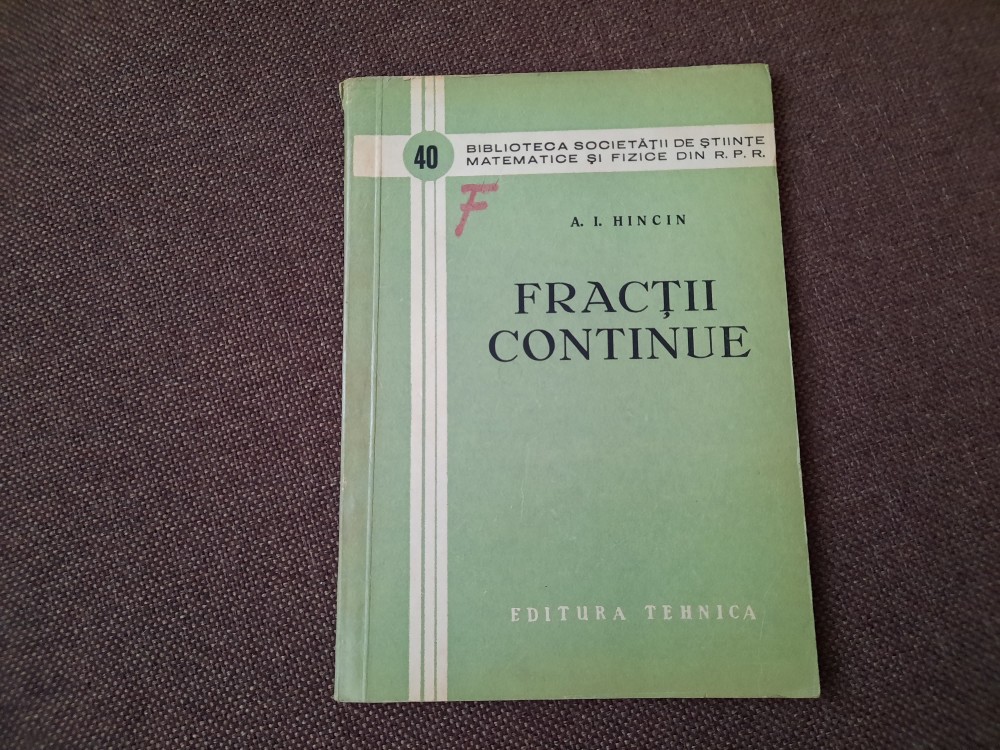 40
BIBLIOTECA SOCIETĂȚII DE ȘTIINȚE
MATEMATICE ȘI FIZICE DIN R. P. R.
F
A. I. HINCIN
FRACȚII
CONTINUE
EDITURA TEHNICA